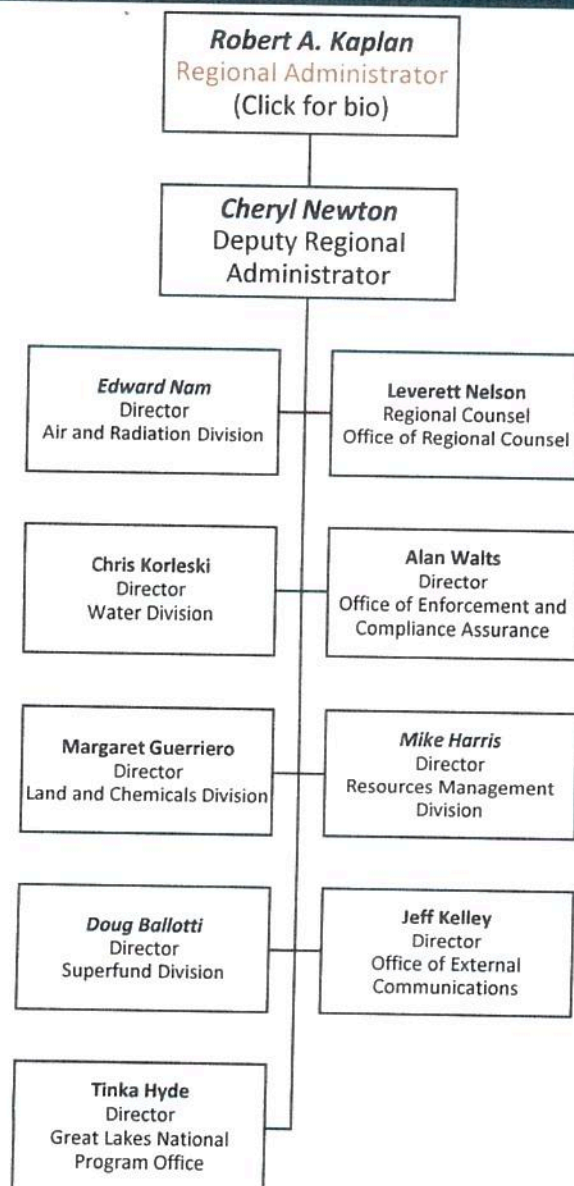 Robert A. Kaplan
Regional Administrator
(Click for bio)
Cheryl Newton
Deputy Regional
Administrator
Edward Nam
Director
Air and Radiation Division
Leverett Nelson
Regional Counsel
Office of Regional Counsel
Chris Korleski
Director
Water Division
Alan Walts
Director
Office of Enforcement and
Compliance Assurance
Margaret Guerriero
Director
Land and Chemicals Division
Mike Harris
Director
Resources Management
Division
Doug Ballotti
Director
Superfund Division
Jeff Kelley
Director
Office of External
Communications
Tinka Hyde
Director
Great Lakes National
Program Office